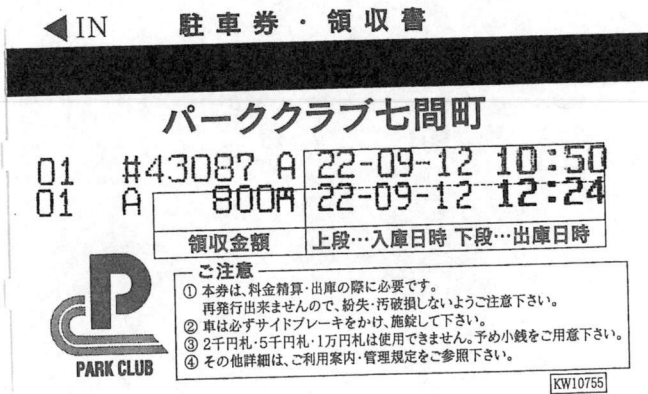 ◀IN 駐車券・領収書
パーククラブ七間町
01 #43087 A 22-09-12 10:50
01 A 800円 22-09-12 12:24
領収金額 上段…入庫日時 下段…出庫日時
ご注意
① 本券は、料金精算・出庫の際に必要です。
再発行出来ませんので、紛失・汚破損しないようご注意下さい。
② 車は必ずサイドブレーキをかけ、施錠して下さい。
③ 2千円札・5千円札・1万円札は使用できません。予め小銭をご用意下さい。
④ その他詳細は、ご利用案内・管理規定をご参照下さい。
PARK CLUB
KW10755